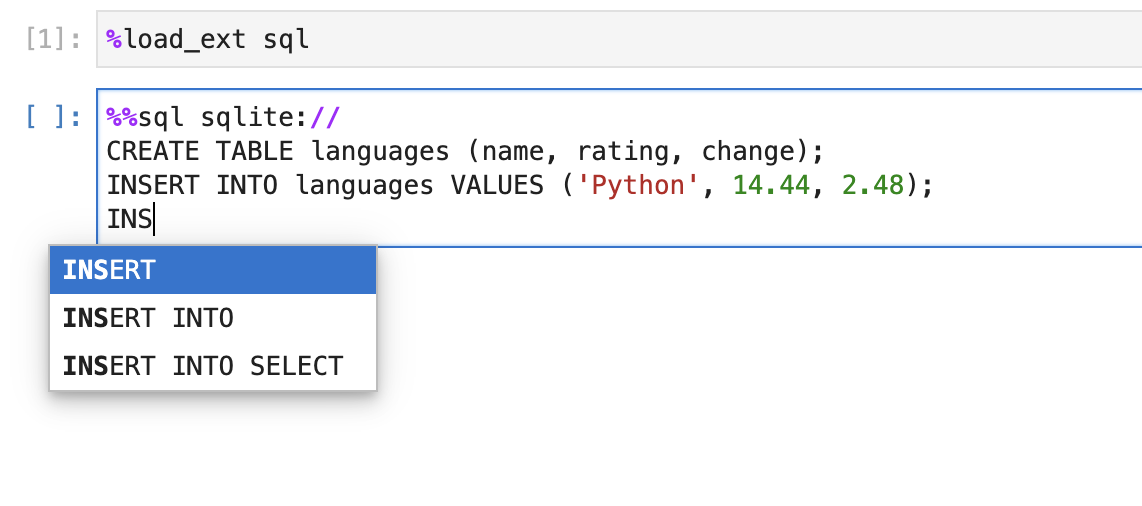 [1]: %load_ext sql
[ ]: %%sql sqlite://
CREATE TABLE languages (name, rating, change);
INSERT INTO languages VALUES ('Python', 14.44, 2.48);
INS
INSERT
INSERT INTO
INSERT INTO SELECT